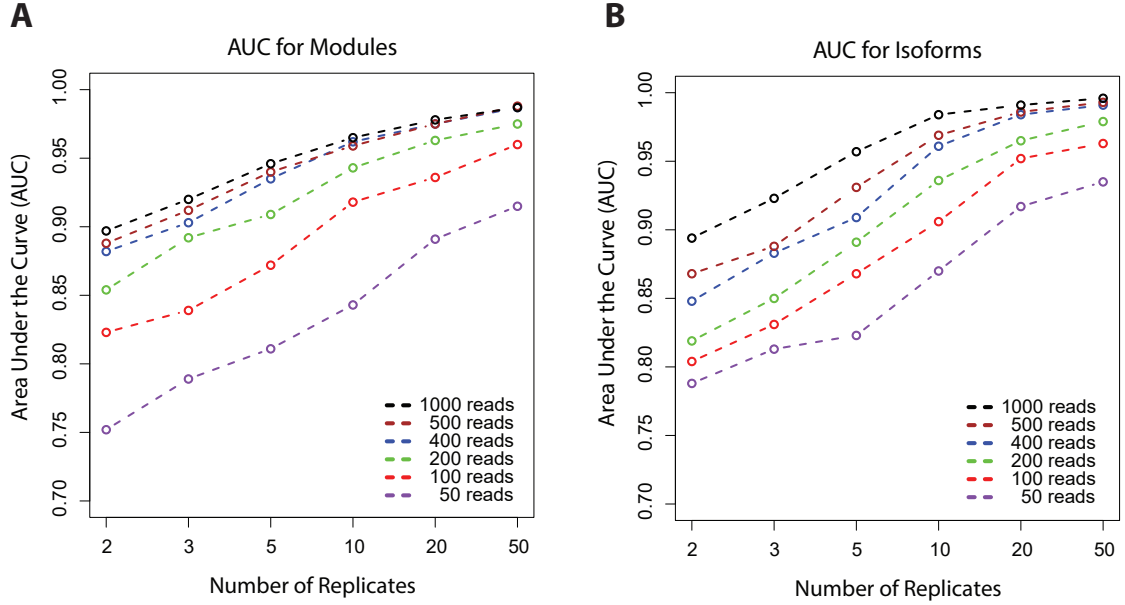 A
AUC for Modules
Area Under the Curve (AUC)
1.00
0.95
0.90
0.85
0.80
0.75
0.70
1000 reads
500 reads
400 reads
200 reads
100 reads
50 reads
2 3 5 10 20 50
Number of Replicates
B
AUC for Isoforms
Area Under the Curve (AUC)
1.00
0.95
0.90
0.85
0.80
0.75
0.70
1000 reads
500 reads
400 reads
200 reads
100 reads
50 reads
2 3 5 10 20 50
Number of Replicates